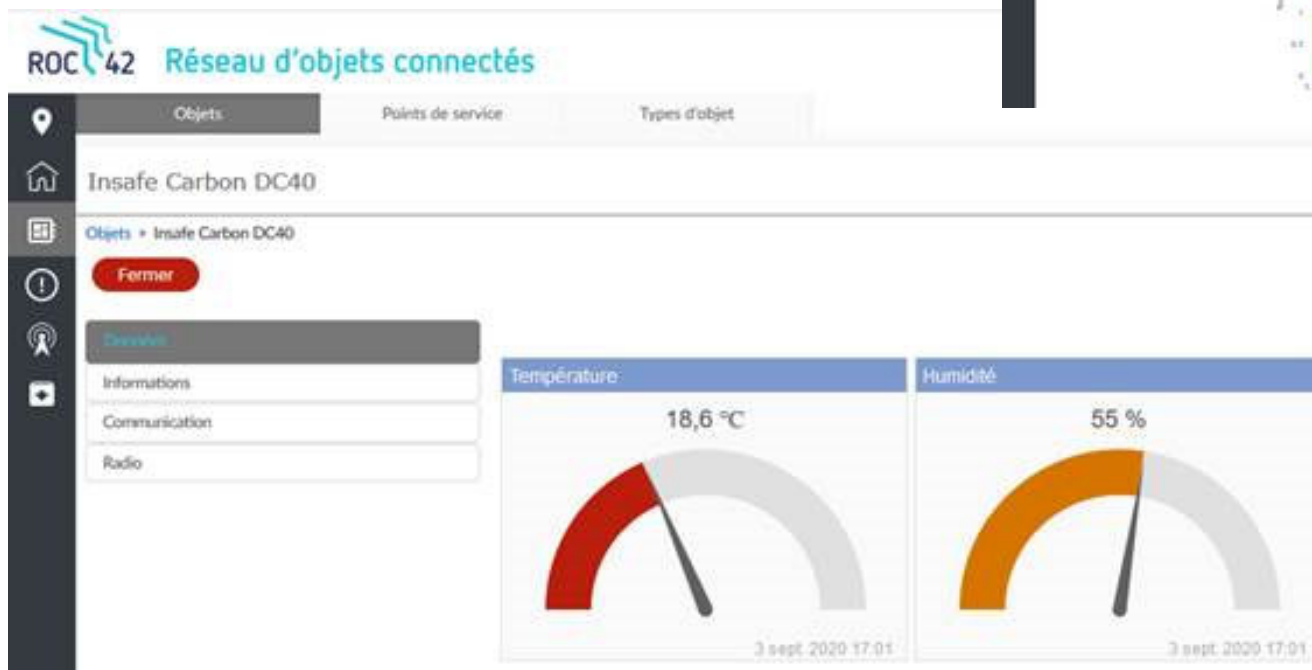 ROC 42 Réseau d'objets connectés
Objets Points de service Types d'objet
Insafe Carbon DC40
Objets Insafe Carbon DC40
Fermer
Données
Informations
Communication
Radio
Température
18,6 °C
3 sept. 2020 17:01
Humidité
55 %
3 sept. 2020 17:01